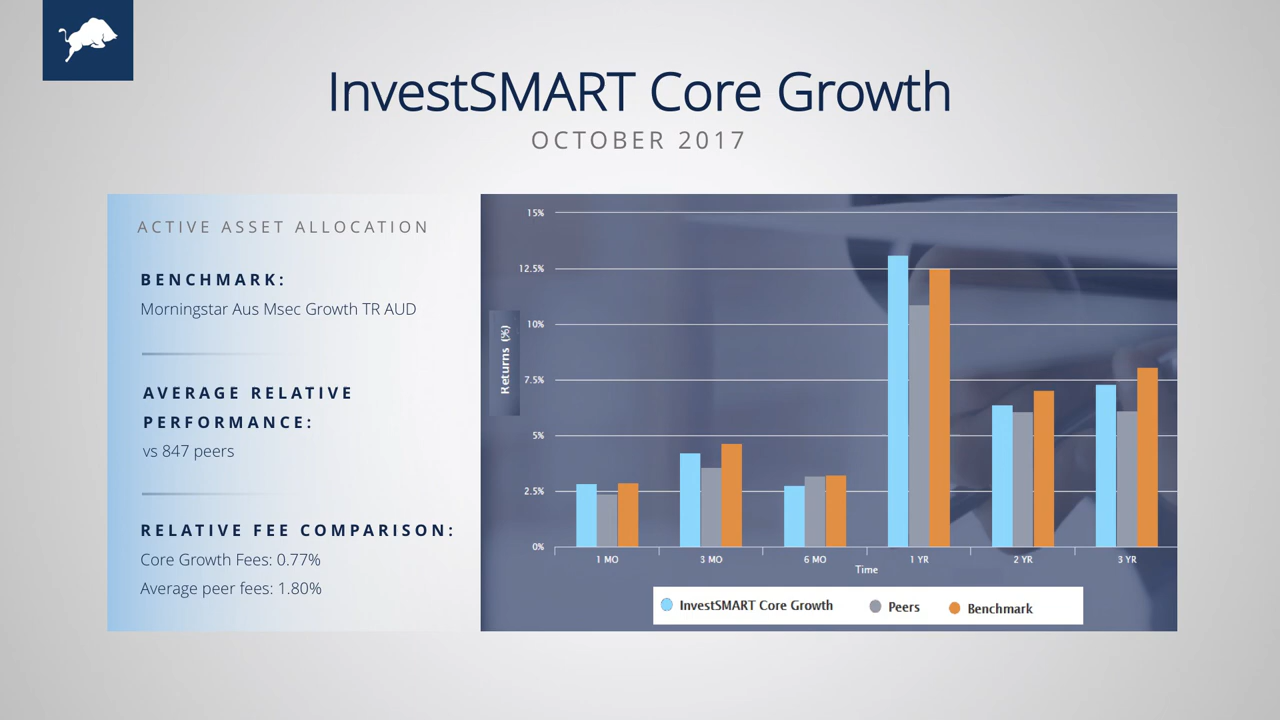 InvestSMART Core Growth
OCTOBER 2017
ACTIVE ASSET ALLOCATION
BENCHMARK:
Morningstar Aus Msec Growth TR AUD
AVERAGE RELATIVE
PERFORMANCE:
vs 847 peers
RELATIVE FEE COMPARISON:
Core Growth Fees: 0.77%
Average peer fees: 1.80%
Returns (%)
15%
12.5%
10%
7.5%
5%
2.5%
0%
1 MO 3 MO 6 MO 1 YR 2 YR 3 YR
Time
InvestSMART Core Growth Peers Benchmark